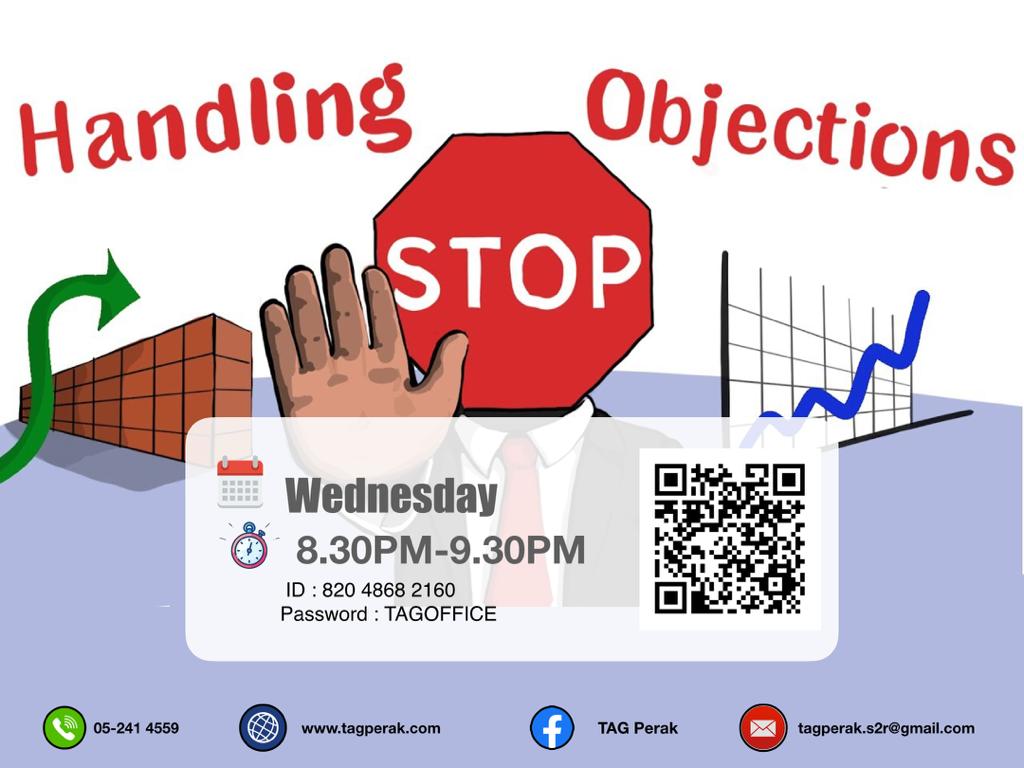 Handling Objections
STOP
Wednesday
8.30PM-9.30PM
ID : 820 4868 2160
Password : TAGOFFICE
05-241 4559
www.tagperak.com
TAG Perak
tagperak.s2r@gmail.com